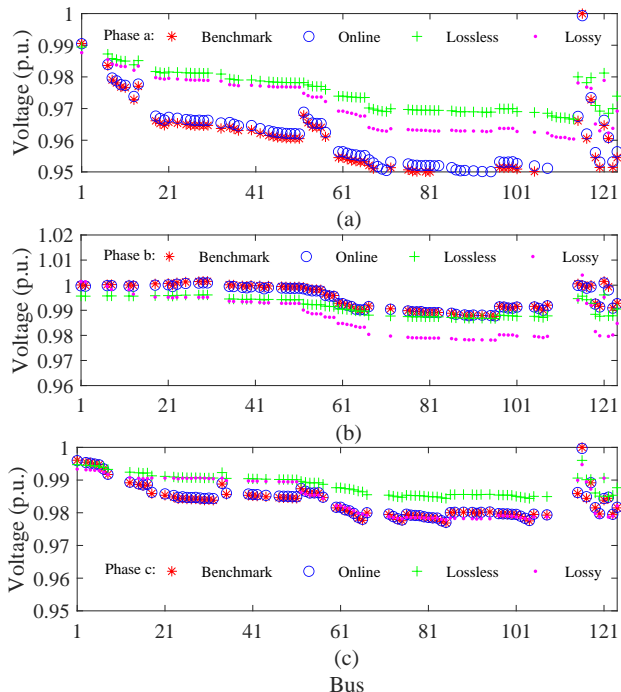 1
Phase a: Benchmark Online Lossless Lossy
0.99
0.98
0.97
0.96
0.95
Voltage (p.u.)
1 21 41 61 81 101 121
(a)
1.02
Phase b: Benchmark Online Lossless Lossy
1.01
1
0.99
0.98
0.97
0.96
Voltage (p.u.)
1 21 41 61 81 101 121
(b)
1
0.99
0.98
0.97
0.96
0.95
Voltage (p.u.)
Phase c: Benchmark Online Lossless Lossy
1 21 41 61 81 101 121
(c)
Bus